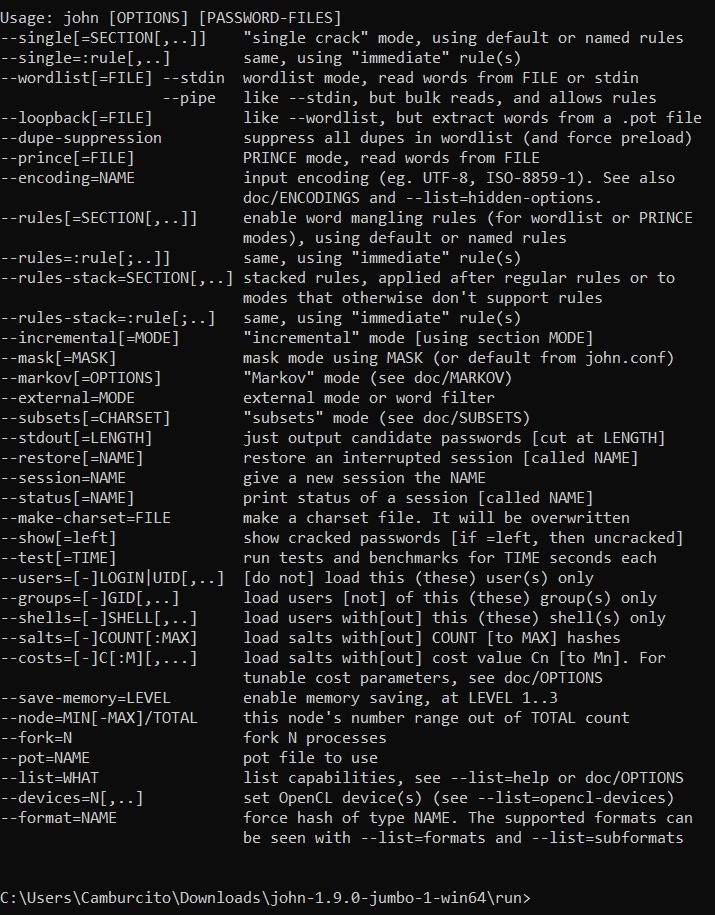 Usage: john [OPTIONS] [PASSWORD-FILES]
--single[=SECTION[,..]]    "single crack" mode, using default or named rules
--single=:rule[,..]        same, using "immediate" rule(s)
--wordlist[=FILE] --stdin  wordlist mode, read words from FILE or stdin
                  --pipe   like --stdin, but bulk reads, and allows rules
--loopback[=FILE]          like --wordlist, but extract words from a .pot file
--dupe-suppression         suppress all dupes in wordlist (and force preload)
--prince[=FILE]            PRINCE mode, read words from FILE
--encoding=NAME            input encoding (eg. UTF-8, ISO-8859-1). See also
                           doc/ENCODINGS and --list=hidden-options.
--rules[=SECTION[,..]]     enable word mangling rules (for wordlist or PRINCE
                           modes), using default or named rules
--rules=:rule[;..]]        same, using "immediate" rule(s)
--rules-stack=SECTION[,..] stacked rules, applied after regular rules or to
                           modes that otherwise don't support rules
--rules-stack=:rule[;..]   same, using "immediate" rule(s)
--incremental[=MODE]       "incremental" mode [using section MODE]
--mask[=MASK]              mask mode using MASK (or default from john.conf)
--markov[=OPTIONS]         "Markov" mode (see doc/MARKOV)
--external=MODE            external mode or word filter
--subsets[=CHARSET]        "subsets" mode (see doc/SUBSETS)
--stdout[=LENGTH]          just output candidate passwords [cut at LENGTH]
--restore[=NAME]           restore an interrupted session [called NAME]
--session=NAME             give a new session the NAME
--status[=NAME]            print status of a session [called NAME]
--make-charset=FILE        make a charset file. It will be overwritten
--show[=left]              show cracked passwords [if =left, then uncracked]
--test[=TIME]              run tests and benchmarks for TIME seconds each
--users=[-]LOGIN|UID[,..]  [do not] load this (these) user(s) only
--groups=[-]GID[,..]       load users [not] of this (these) group(s) only
--shells=[-]SHELL[,..]     load users with[out] this (these) shell(s) only
--salts=[-]COUNT[:MAX]     load salts with[out] COUNT [to MAX] hashes
--costs=[-]C[:M][,...]     load salts with[out] cost value Cn [to Mn]. For
                           tunable cost parameters, see doc/OPTIONS
--save-memory=LEVEL        enable memory saving, at LEVEL 1..3
--node=MIN[-MAX]/TOTAL     this node's number range out of TOTAL count
--fork=N                   fork N processes
--pot=NAME                 pot file to use
--list=WHAT                list capabilities, see --list=help or doc/OPTIONS
--devices=N[,..]           set OpenCL device(s) (see --list=opencl-devices)
--format=NAME              force hash of type NAME. The supported formats can
                           be seen with --list=formats and --list=subformats
C:\Users\Camburcito\Downloads\john-1.9.0-jumbo-1-win64\run>